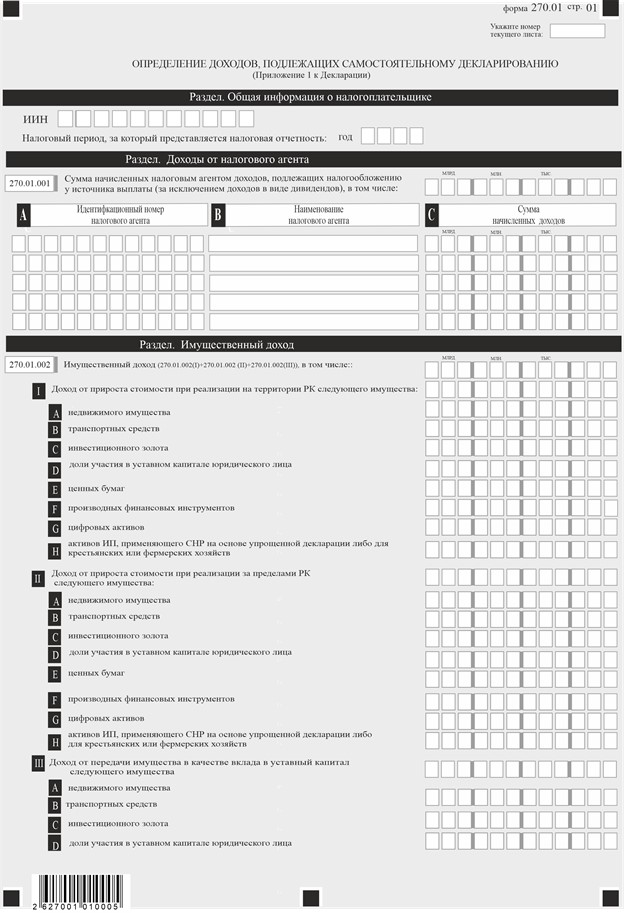 форма 270.01 стр. 01
Укажите номер
текущего листа:
ОПРЕДЕЛЕНИЕ ДОХОДОВ, ПОДЛЕЖАЩИХ САМОСТОЯТЕЛЬНОМУ ДЕКЛАРИРОВАНИЮ
(Приложение 1 к Декларации)
Раздел. Общая информация о налогоплательщике
ИИН
Налоговый период, за который представляется налоговая отчетность: год
Раздел. Доходы от налогового агента
270.01.001 Сумма начисленных налоговым агентом доходов, подлежащих налогообложению
у источника выплаты (за исключением доходов в виде дивидендов), в том числе:
МЛРД МЛН ТЫС
A Идентификационный номер
налогового агента
B Наименование
налогового агента
C Сумма
начисленных доходов
МЛРД МЛН ТЫС
Раздел. Имущественный доход
270.01.002 Имущественный доход (270.01.002(I)+270.01.002 (II)+270.01.002(III)), в том числе::
МЛРД МЛН ТЫС
I Доход от прироста стоимости при реализации на территории РК следующего имущества:
A недвижимого имущества
B транспортных средств
C инвестиционного золота
D доли участия в уставном капитале юридического лица
E ценных бумаг
F производных финансовых инструментов
G цифровых активов
H активов ИП, применяющего СНР на основе упрощенной декларации либо для
крестьянских или фермерских хозяйств
II Доход от прироста стоимости при реализации за пределами РК
следующего имущества:
A недвижимого имущества
B транспортных средств
C инвестиционного золота
D доли участия в уставном капитале юридического лица
E ценных бумаг
F производных финансовых инструментов
G цифровых активов
H активов ИП, применяющего СНР на основе упрощенной декларации либо
для крестьянских или фермерских хозяйств
III Доход от передачи имущества в качестве вклада в уставный капитал
следующего имущества
A недвижимого имущества
B транспортных средств
C инвестиционного золота
D доли участия в уставном капитале юридического лица
2 627001 010005